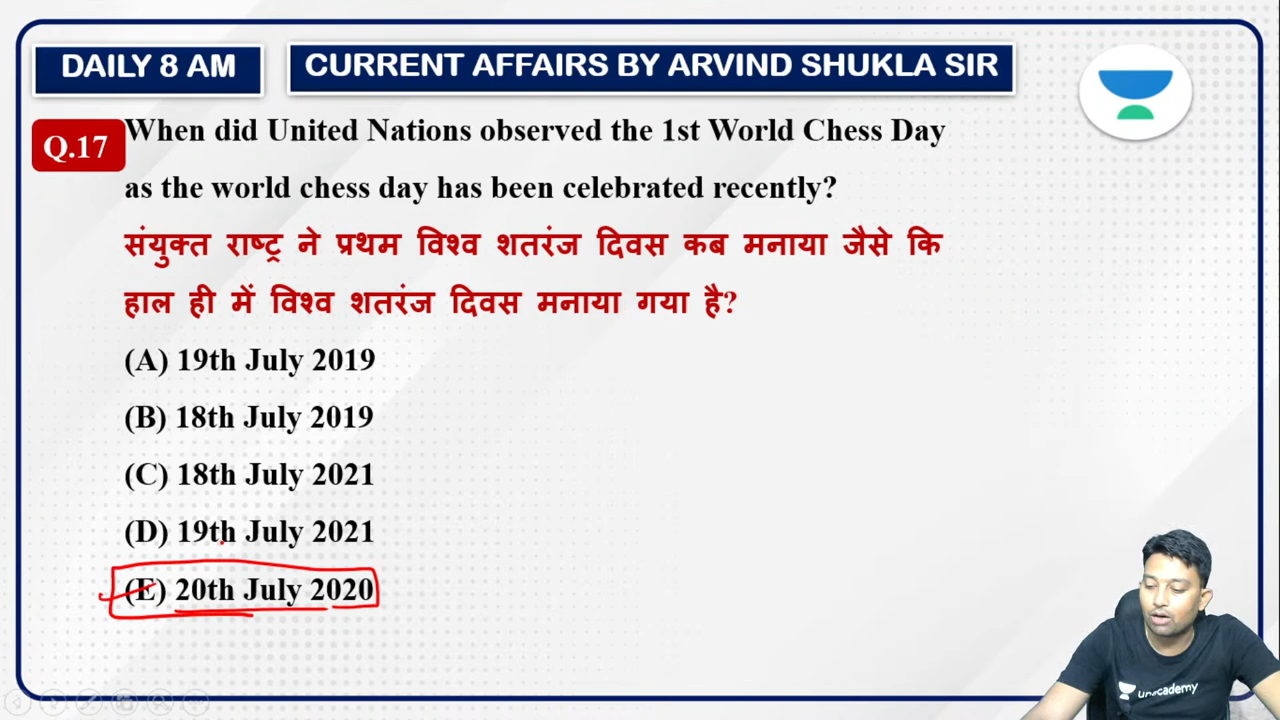 DAILY 8 AM
CURRENT AFFAIRS BY ARVIND SHUKLA SIR
Q.17
When did United Nations observed the 1st World Chess Day
as the world chess day has been celebrated recently?
संयुक्त राष्ट्र ने प्रथम विश्व शतरंज दिवस कब मनाया जैसे कि
हाल ही में विश्व शतरंज दिवस मनाया गया है?
(A) 19th July 2019
(B) 18th July 2019
(C) 18th July 2021
(D) 19th July 2021
(E) 20th July 2020
unacademy